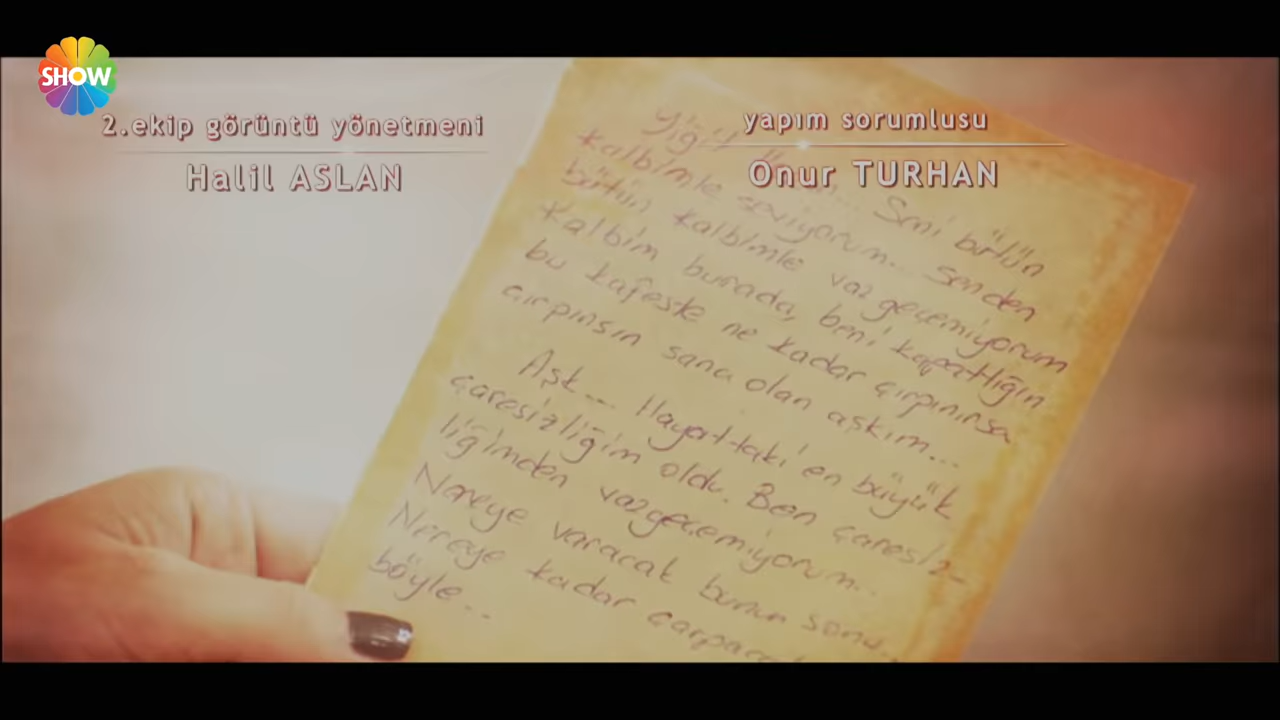 SHOW
2.ekip görüntü yönetmeni
Halil ASLAN
yapım sorumlusu
Onur TURHAN
Seni bütün
kalbimle seviyorum... Senden
bütün kalbimle vazgeçemiyorum
Kalbim burada, beni kapattığın
bu kafeste ne kadar çırpınırsa
çırpınsın sana olan aşkım...
Aşk... Hayattaki en büyük
çaresizliğim oldu. Ben çaresiz-
liğimden vazgeçemiyorum...
Nereye varacak bunun sonu...
Nereye kadar
böyle...